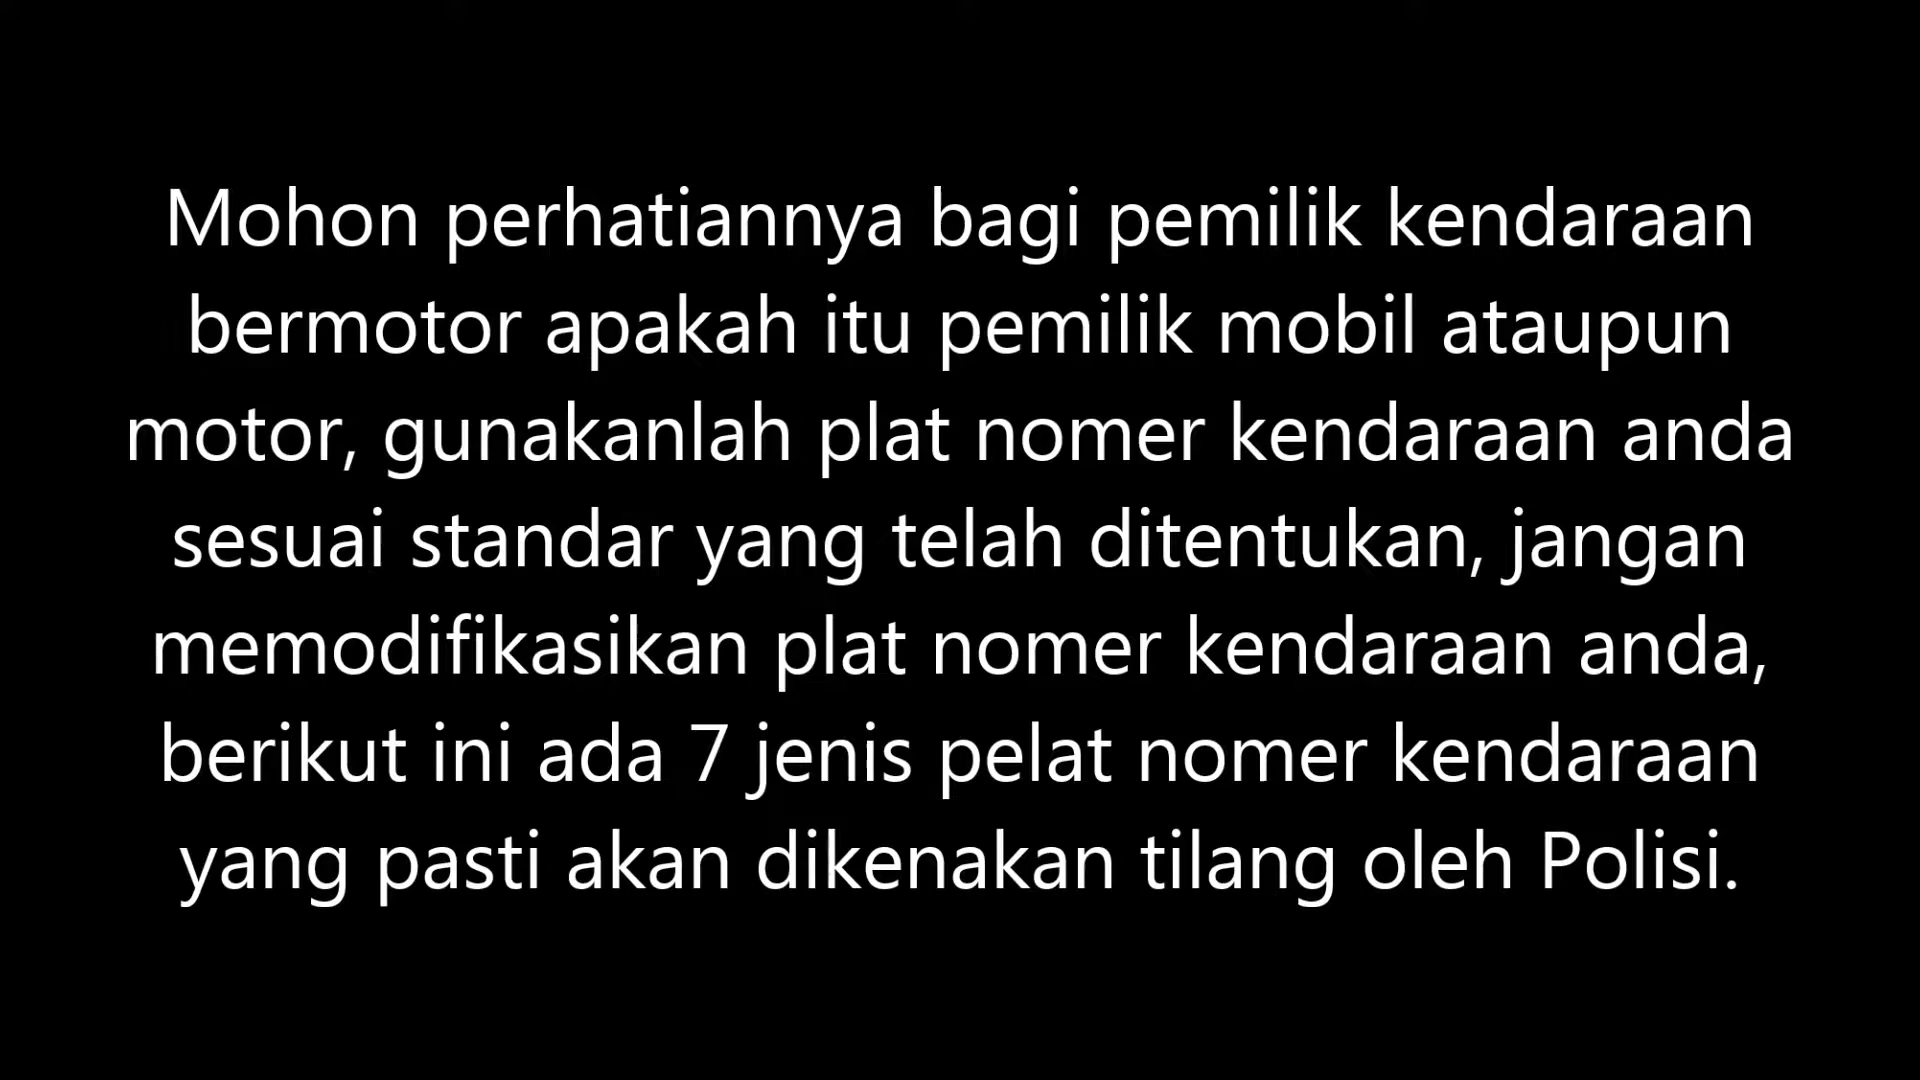 Mohon perhatiannya bagi pemilik kendaraan
bermotor apakah itu pemilik mobil ataupun
motor, gunakanlah plat nomer kendaraan anda
sesuai standar yang telah ditentukan, jangan
memodifikasikan plat nomer kendaraan anda,
berikut ini ada 7 jenis pelat nomer kendaraan
yang pasti akan dikenakan tilang oleh Polisi.